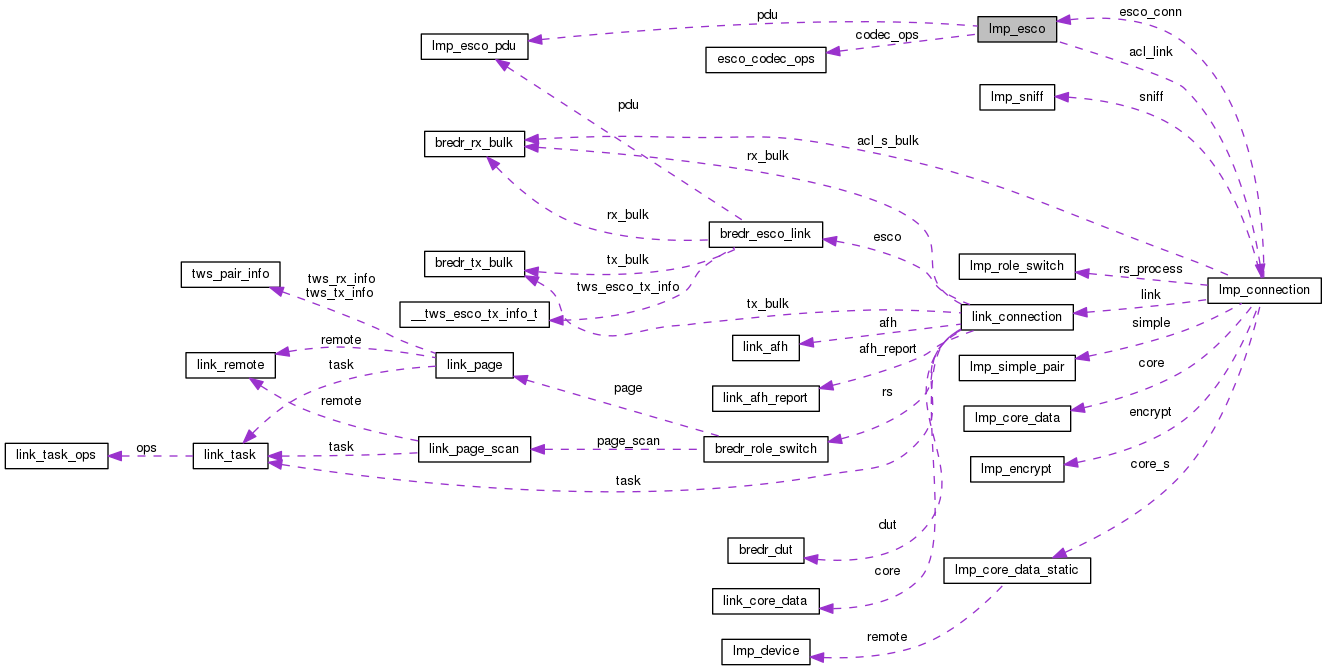 esco_conn
pdu
lmp_esco
codec_ops
lmp_esco_pdu
esco_codec_ops
acl_link
lmp_sniff
sniff
pdu
bredr_rx_bulk
acl_s_bulk
rx_bulk
rx_bulk
bredr_esco_link
esco
tx_bulk
bredr_tx_bulk
tws_pair_info
tws_rx_info
tws_tx_info
tws_esco_tx_info
lmp_role_switch
rs_process
lmp_connection
link
__tws_esco_tx_info_t
tx_bulk
link_connection
simple
afh
link_afh
remote
afh_report
link_remote
task
link_page
lmp_simple_pair
core
remote
page
link_afh_report
rs
lmp_core_data
encrypt
link_task_ops
ops
link_task
task
link_page_scan
page_scan
bredr_role_switch
lmp_encrypt
core_s
task
dut
bredr_dut
core
lmp_core_data_static
link_core_data
remote
lmp_device